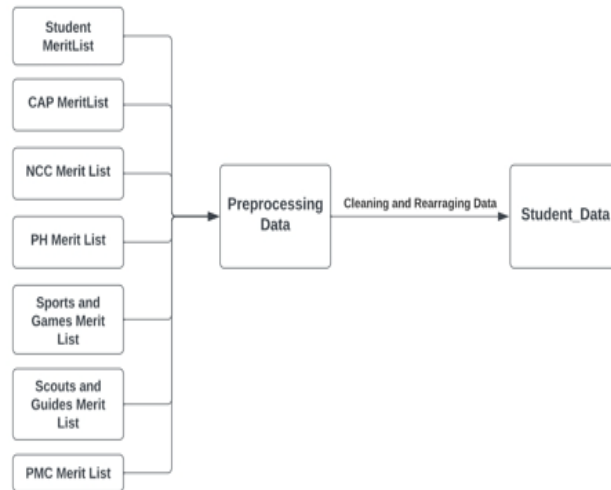 Student
MeritList
CAP MeritList
NCC Merit List
PH Merit List
Sports and
Games Merit
List
Scouts and
Guides Merit
List
PMC Merit List
Preprocessing
Data
Cleaning and Rearraging Data
Student_Data